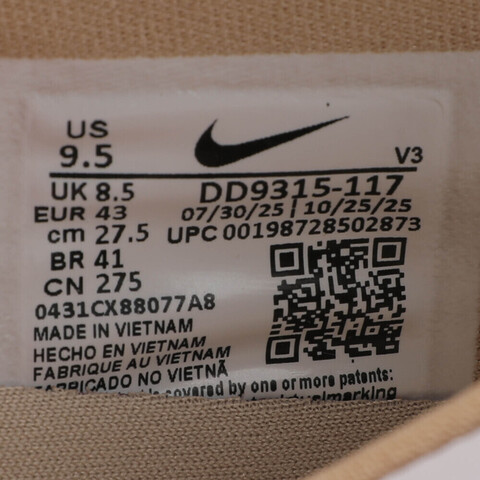 US
9.5
V3
UK 8.5
DD9315-117
EUR 43
07/30/25 | 10/25/25
cm 27.5
UPC 00198728502873
BR 41
CN 275
0431CX88077A8
MADE IN VIETNAM
HECHO EN VIETNAM
FABRIQUE AU VIETNAM
FABRICADO NO VIETNÃ
is covered by one or more patents: